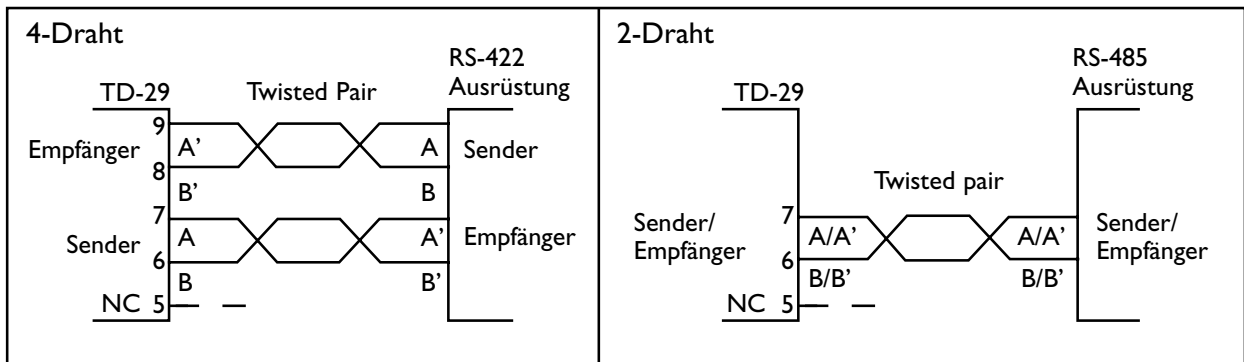 4-Draht
RS-422
Ausrüstung
TD-29
Twisted Pair
9
Empfänger
A’
A
Sender
8
B’
B
7
Sender
A
A’
Empfänger
6
B
B’
NC 5
2-Draht
RS-485
Ausrüstung
TD-29
Twisted pair
7
Sender/
Empfänger
A/A’
A/A’
Sender/
Empfänger
6
B/B’
B/B’
NC 5